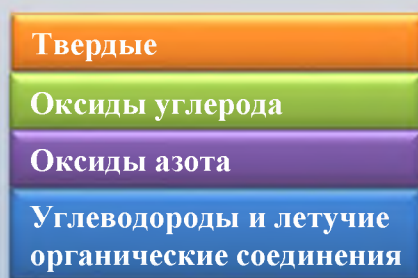 Твердые
Оксиды углерода
Оксиды азота
Углеводороды и летучие
органические соединения